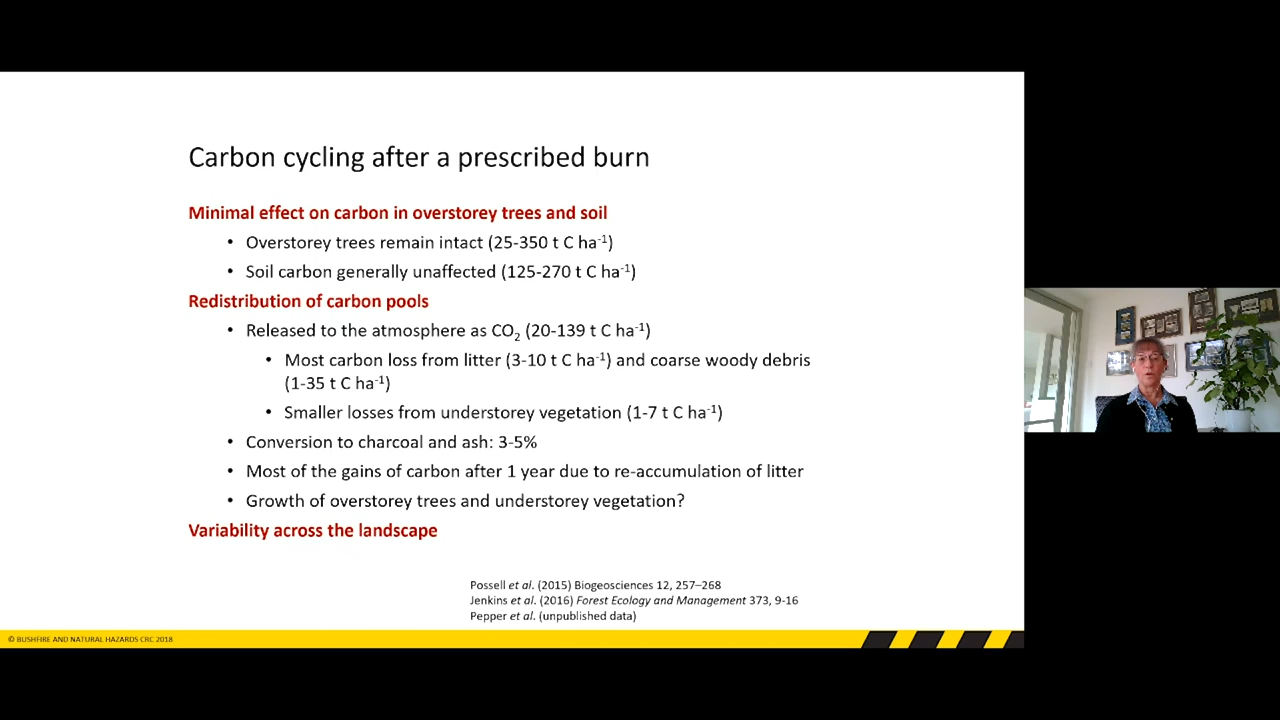 Carbon cycling after a prescribed burn
Minimal effect on carbon in overstorey trees and soil
• Overstorey trees remain intact (25-350 t C ha⁻¹)
• Soil carbon generally unaffected (125-270 t C ha⁻¹)
Redistribution of carbon pools
• Released to the atmosphere as CO₂ (20-139 t C ha⁻¹)
• Most carbon loss from litter (3-10 t C ha⁻¹) and coarse woody debris
(1-35 t C ha⁻¹)
• Smaller losses from understorey vegetation (1-7 t C ha⁻¹)
• Conversion to charcoal and ash: 3-5%
• Most of the gains of carbon after 1 year due to re-accumulation of litter
• Growth of overstorey trees and understorey vegetation?
Variability across the landscape
Possell et al. (2015) Biogeosciences 12, 257–268
Jenkins et al. (2016) Forest Ecology and Management 373, 9-16
Pepper et al. (unpublished data)
© BUSHFIRE AND NATURAL HAZARDS CRC 2018